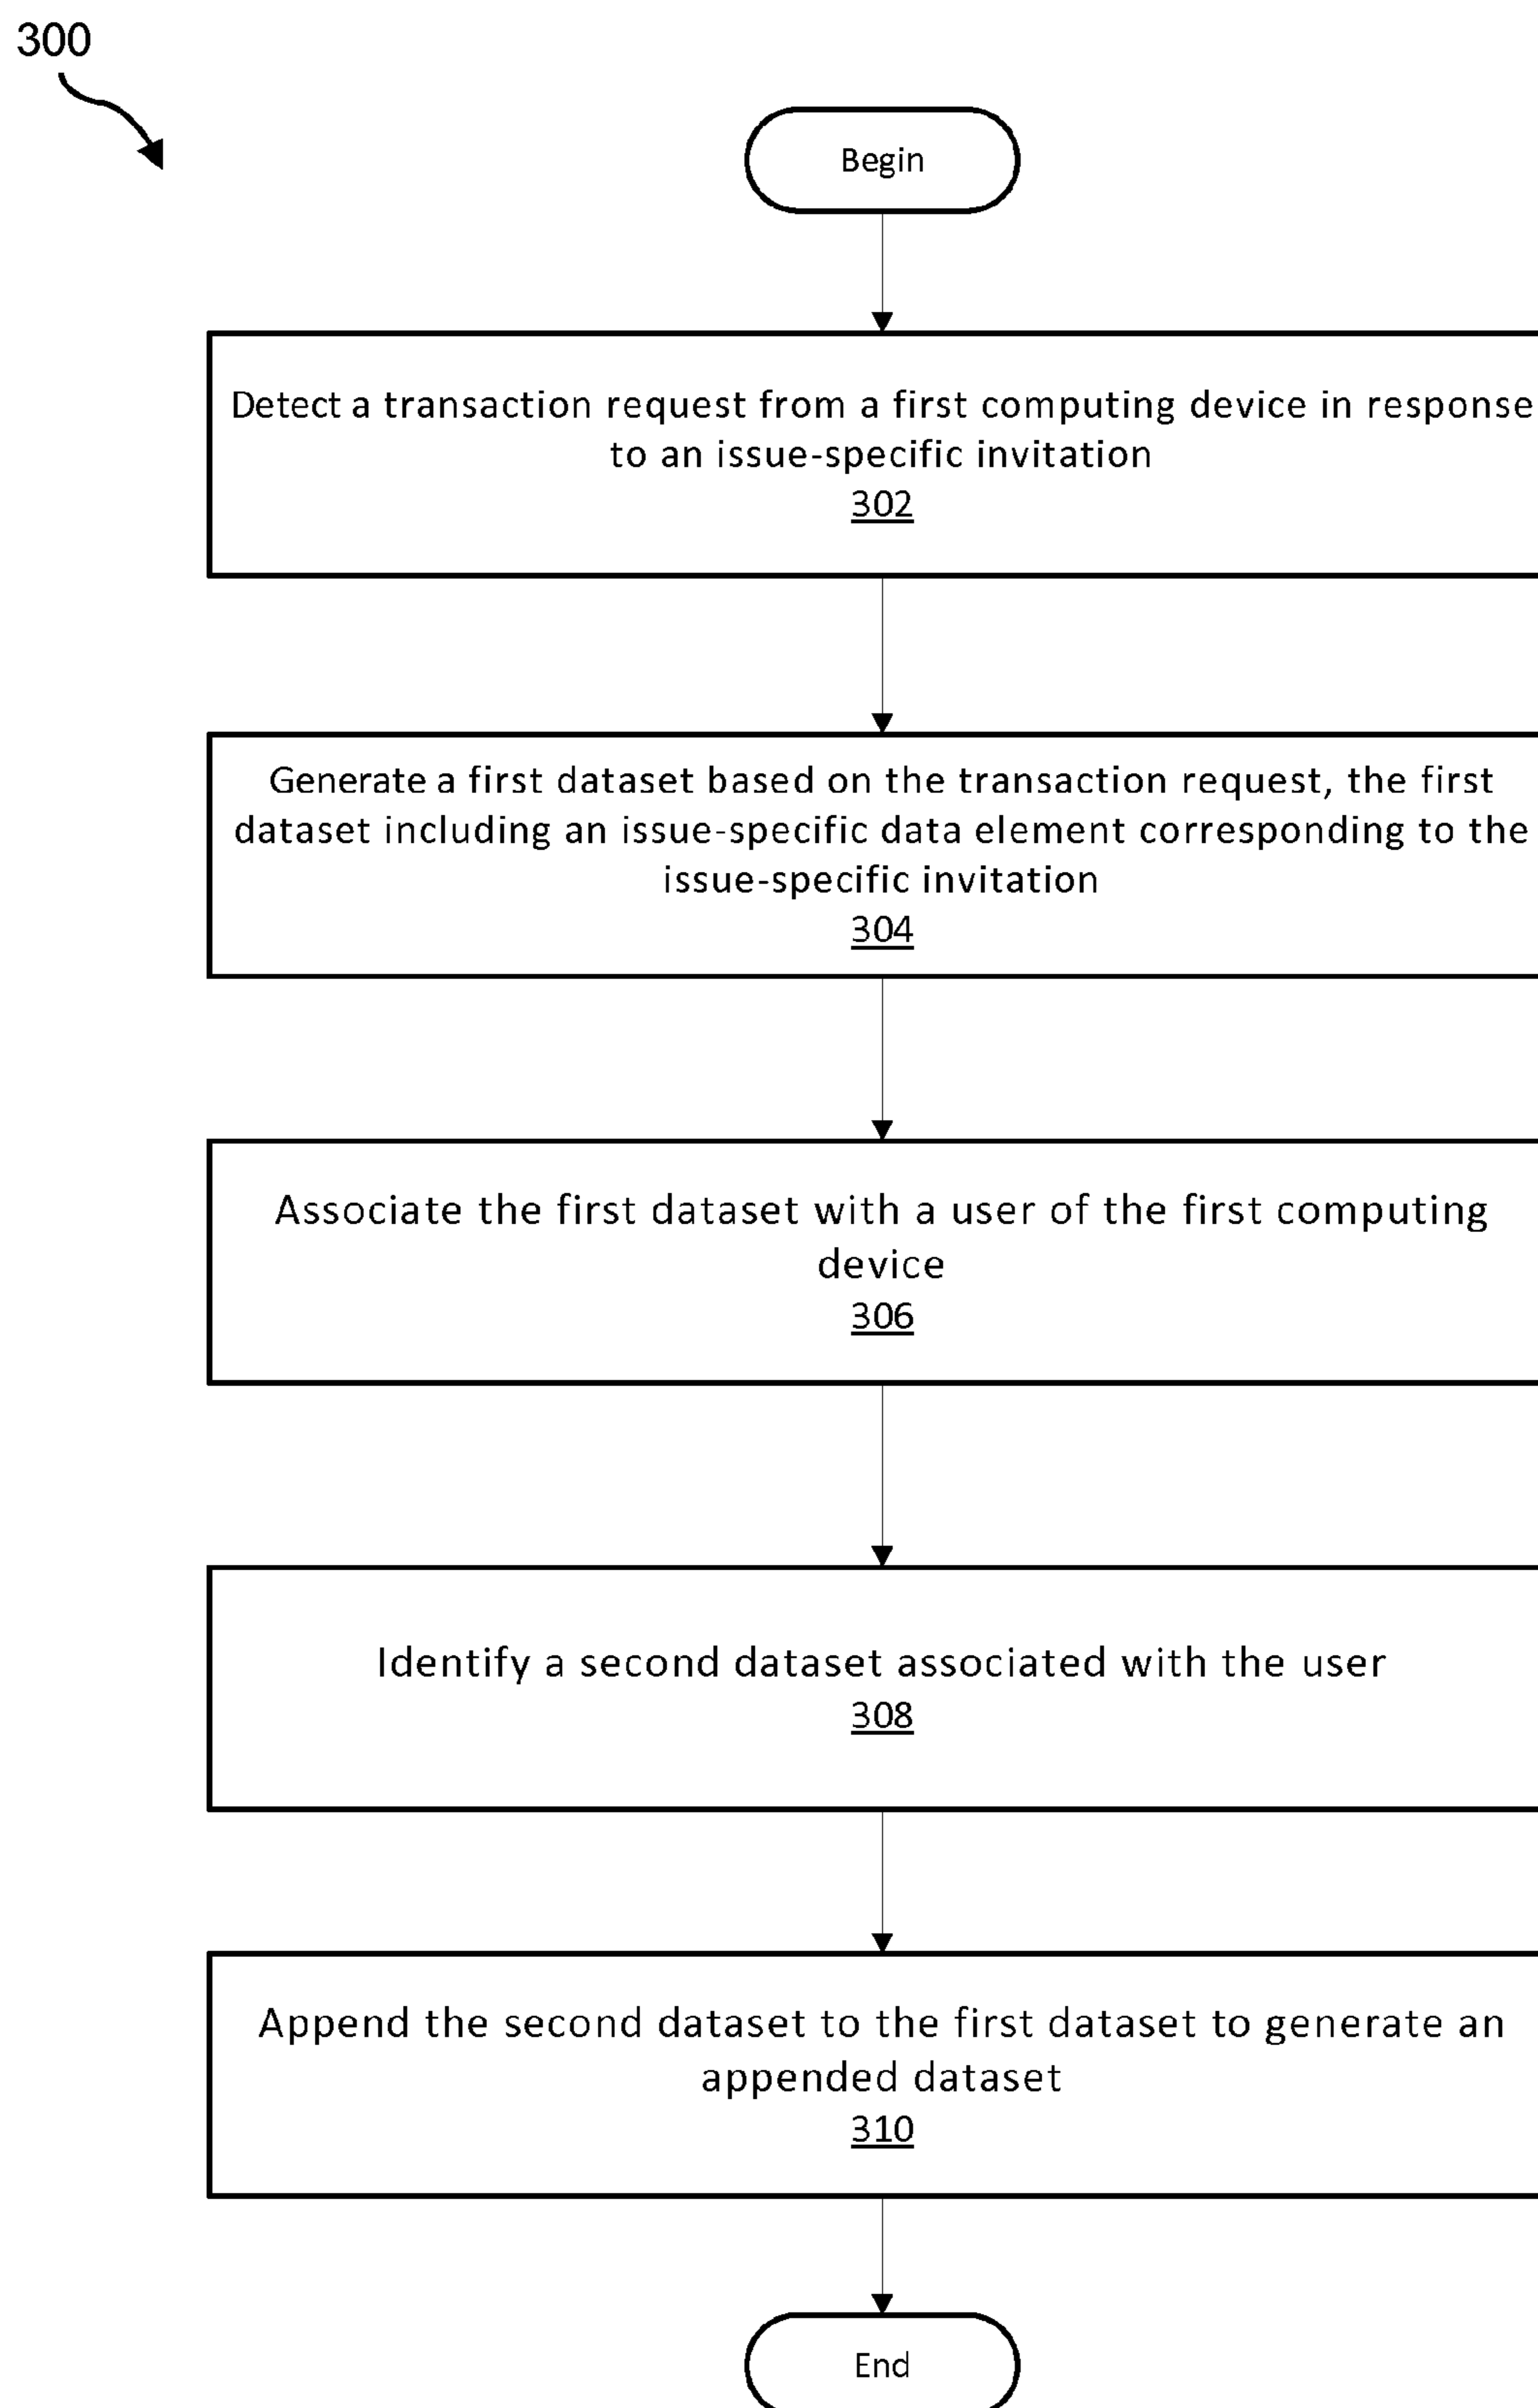 300
Begin
Detect a transaction request from a first computing device in response
to an issue-specific invitation
302
Generate a first dataset based on the transaction request, the first
dataset including an issue-specific data element corresponding to the
issue-specific invitation
304
Associate the first dataset with a user of the first computing
device
306
Identify a second dataset associated with the user
308
Append the second dataset to the first dataset to generate an
appended dataset
310
End